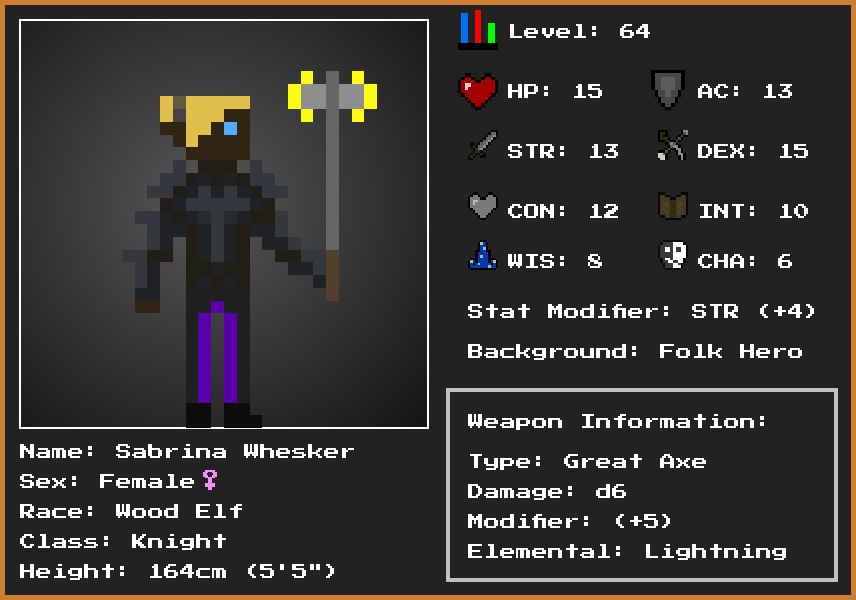 Level: 64
HP: 15
AC: 13
STR: 13
DEX: 15
CON: 12
INT: 10
WIS: 8
CHA: 6
Stat Modifier: STR (+4)
Background: Folk Hero
Name: Sabrina Whesker
Sex: Female♀
Race: Wood Elf
Class: Knight
Height: 164cm (5'5")
Weapon Information:
Type: Great Axe
Damage: d6
Modifier: (+5)
Elemental: Lightning